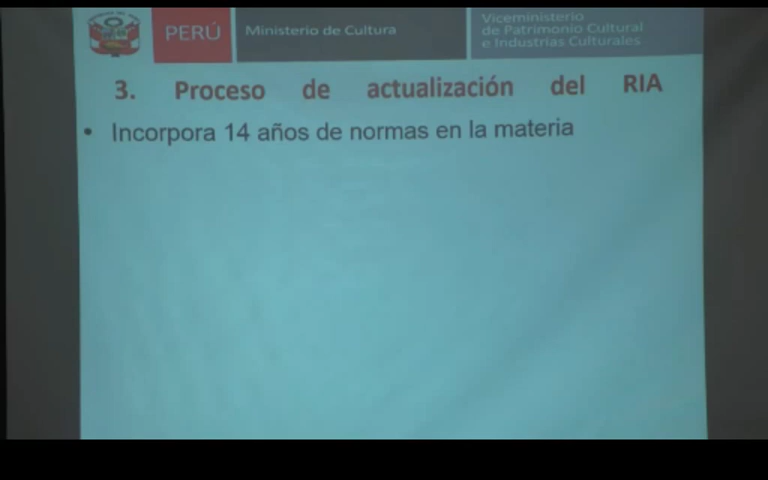 PERÚ
Ministerio de Cultura
Viceministerio
de Patrimonio Cultural
e Industrias Culturales
3. Proceso de actualización del RIA
• Incorpora 14 años de normas en la materia